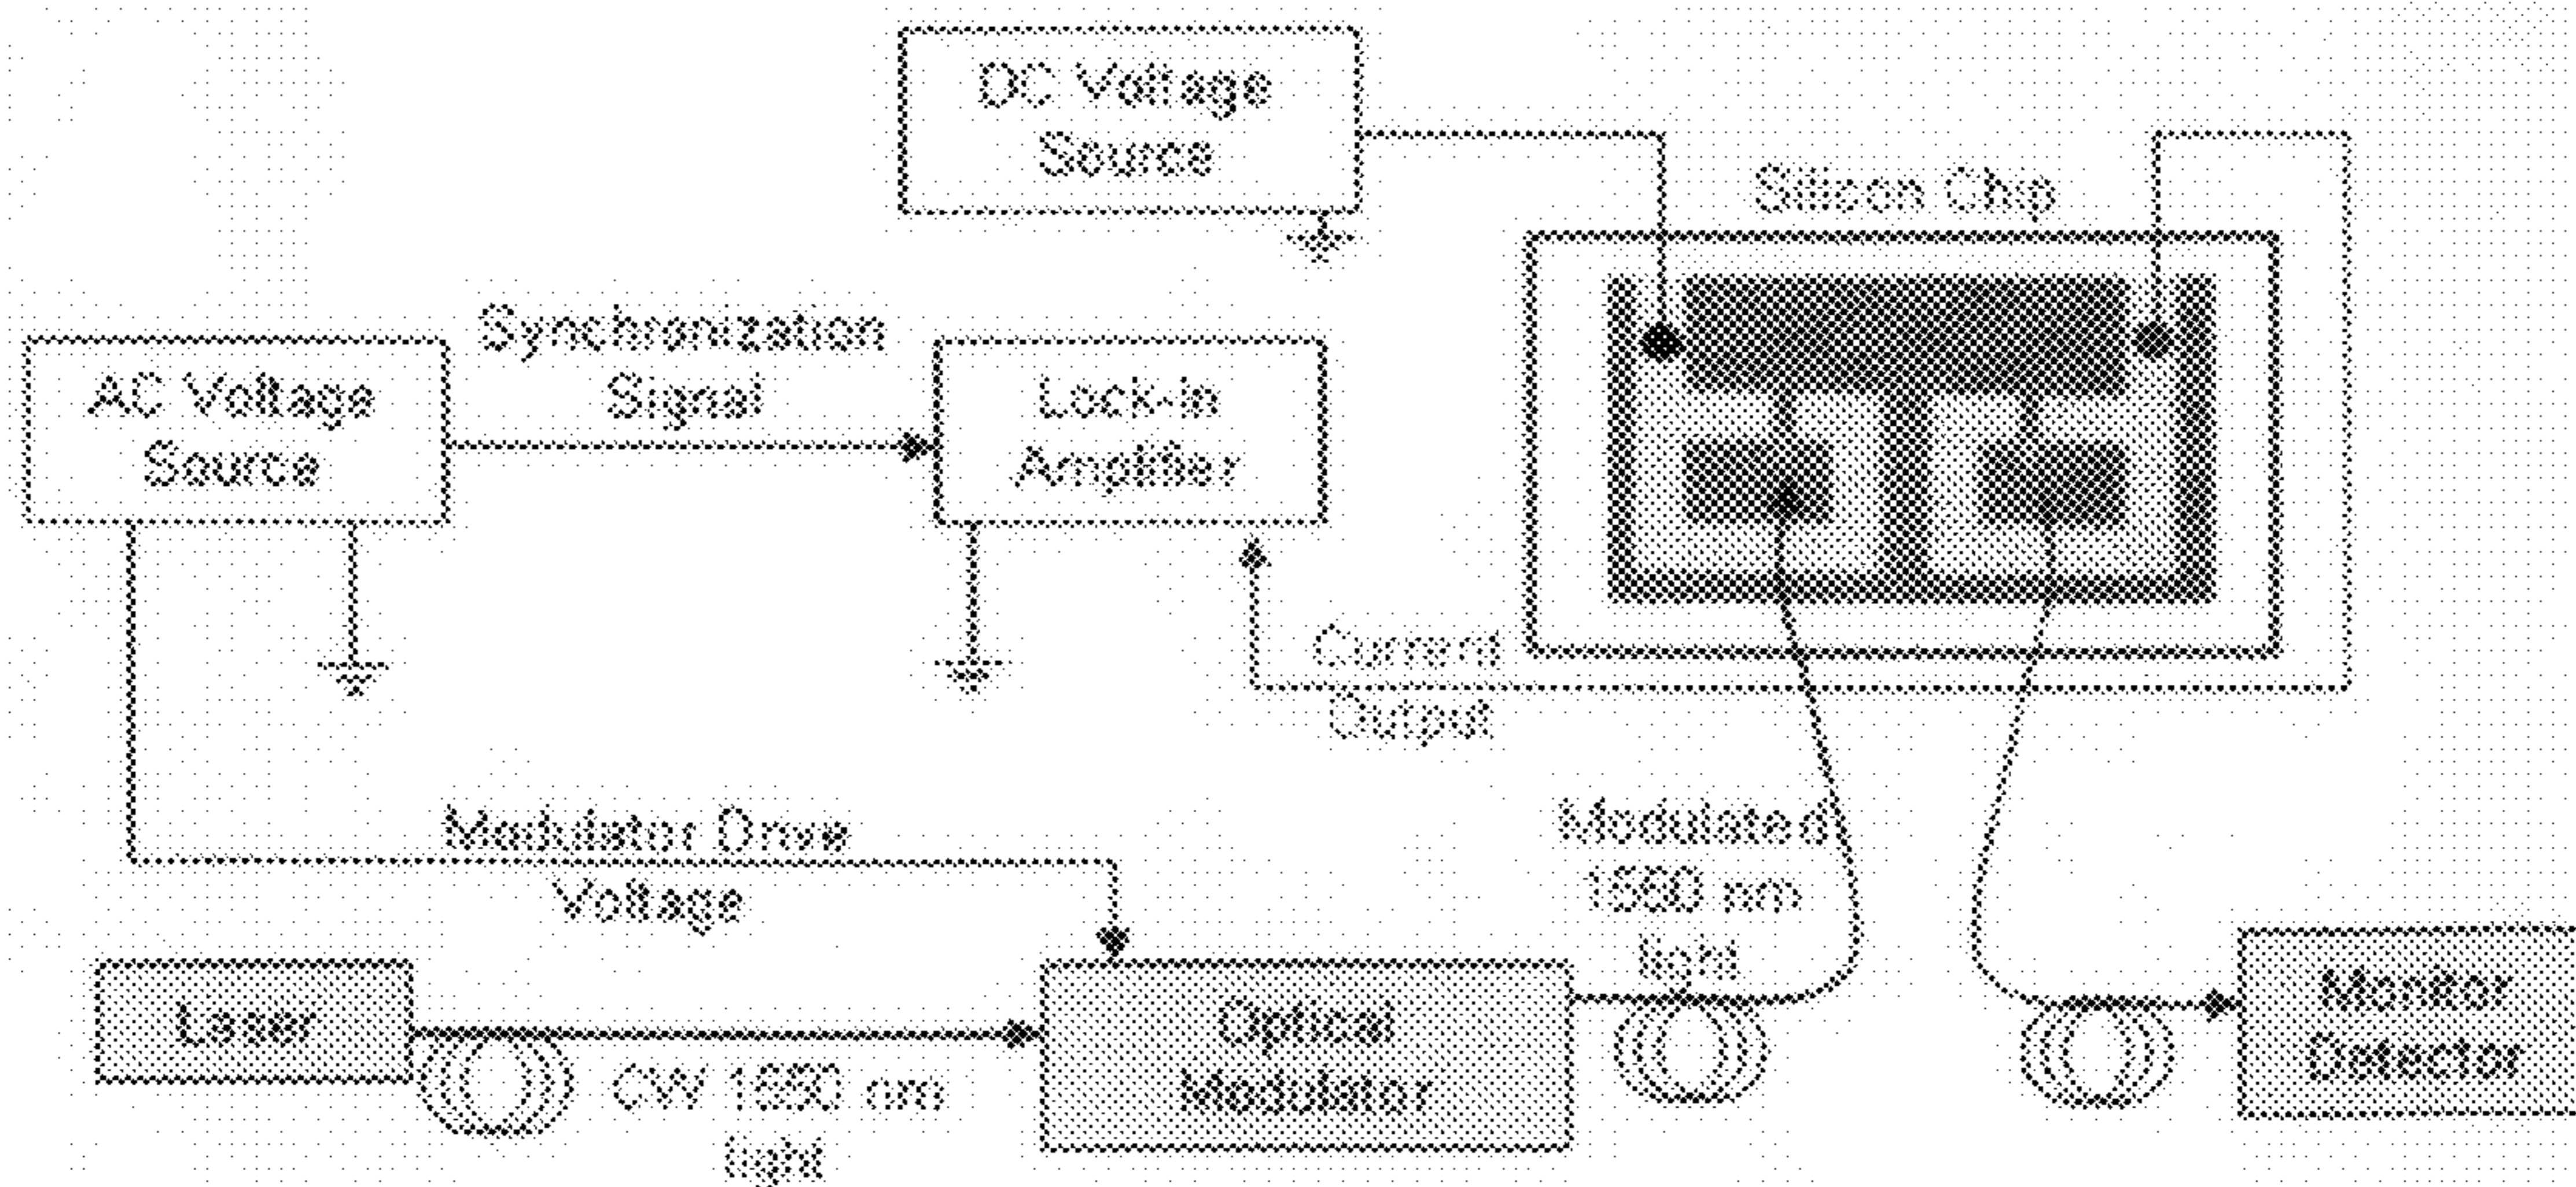 DC Voltage
Source
Silicon Chip
Synchronization
Signal
AC Voltage
Source
Lock-in
Amplifier
Current
Output
Modulator Drive
Voltage
Modulated
nm
light
Laser
CW 1550 nm
light
Optical
Modulator
Monitor
Detector